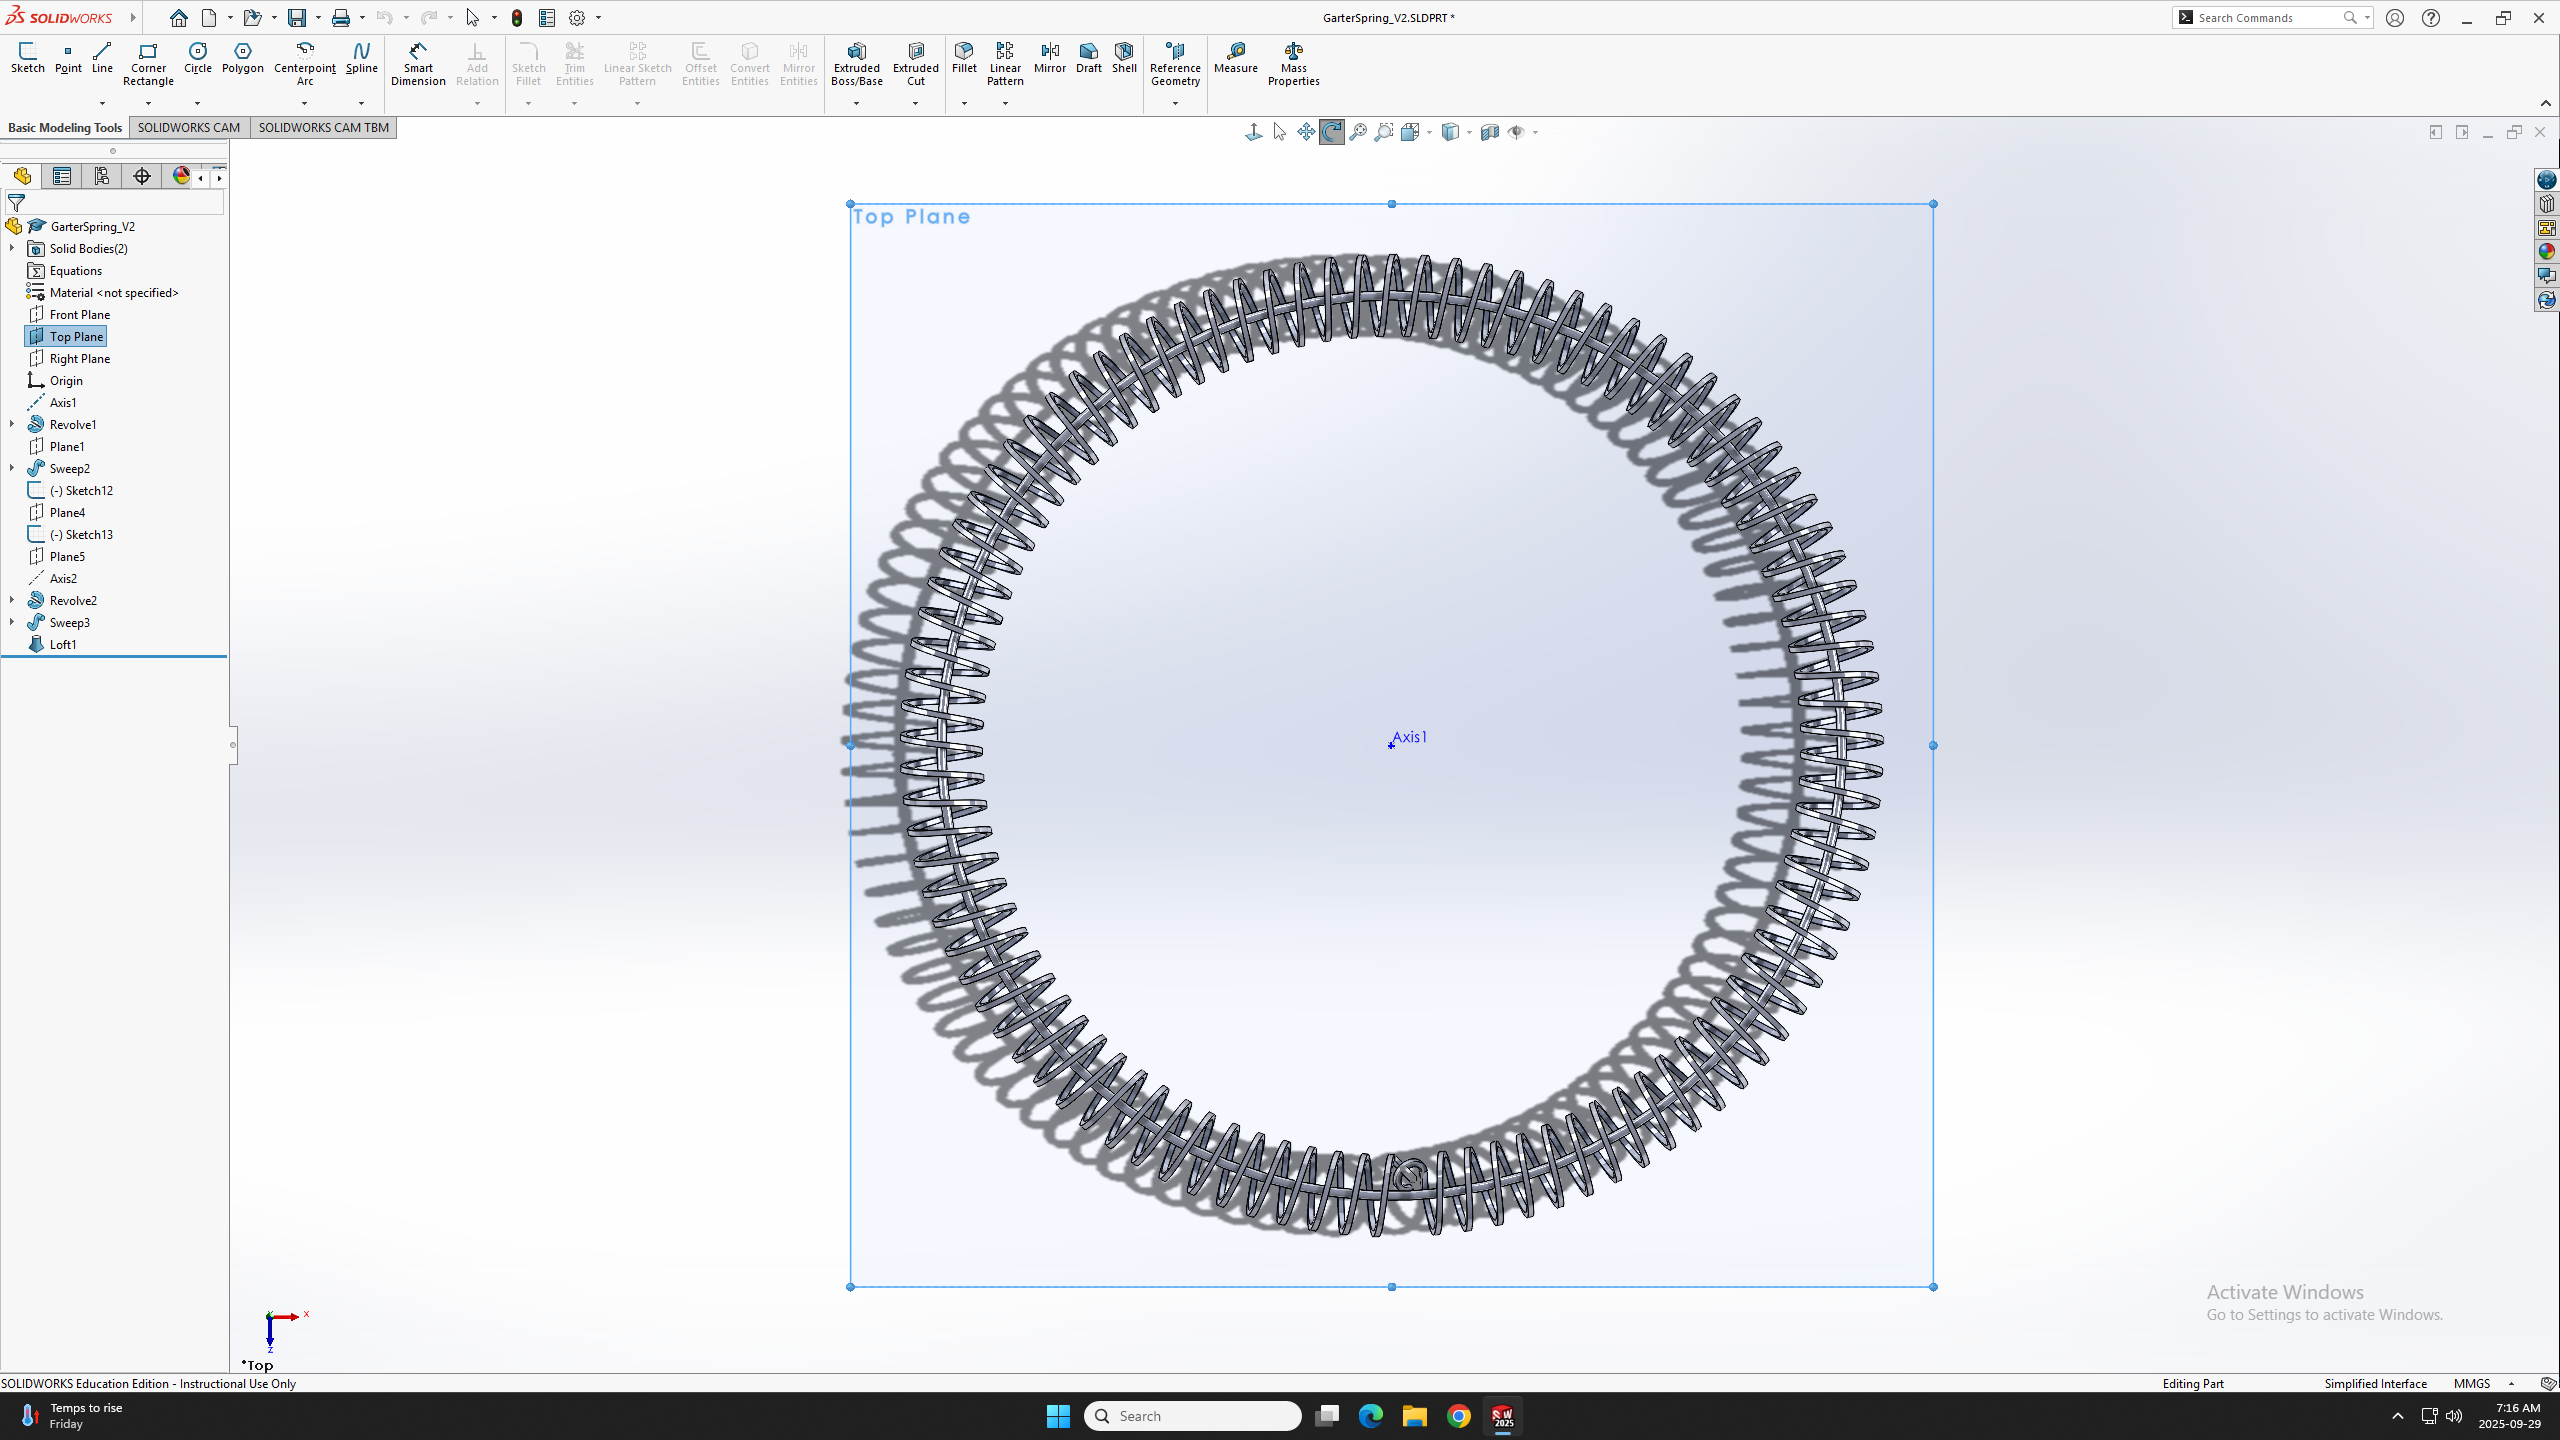 SOLIDWORKS
GarterSpring_V2.SLDPRT *
Search Commands
Sketch
Point
Line
Corner Rectangle
Circle
Polygon
Centerpoint Arc
Spline
Smart Dimension
Add Relation
Sketch Fillet
Trim Entities
Linear Sketch Pattern
Offset Entities
Convert Entities
Mirror Entities
Extruded Boss/Base
Extruded Cut
Fillet
Linear Pattern
Mirror
Draft
Shell
Reference Geometry
Measure
Mass Properties
Basic Modeling Tools
SOLIDWORKS CAM
SOLIDWORKS CAM TBM
GarterSpring_V2
Solid Bodies(2)
Equations
Material <not specified>
Front Plane
Top Plane
Right Plane
Origin
Axis1
Revolve1
Plane1
Sweep2
(-) Sketch12
Plane4
(-) Sketch13
Plane5
Axis2
Revolve2
Sweep3
Loft1
Top Plane
Axis1
Activate Windows
Go to Settings to activate Windows.
X
Z
*Top
SOLIDWORKS Education Edition - Instructional Use Only
Editing Part
Simplified Interface
MMGS
Temps to rise
Friday
Search
SW
2025
7:16 AM
2025-09-29